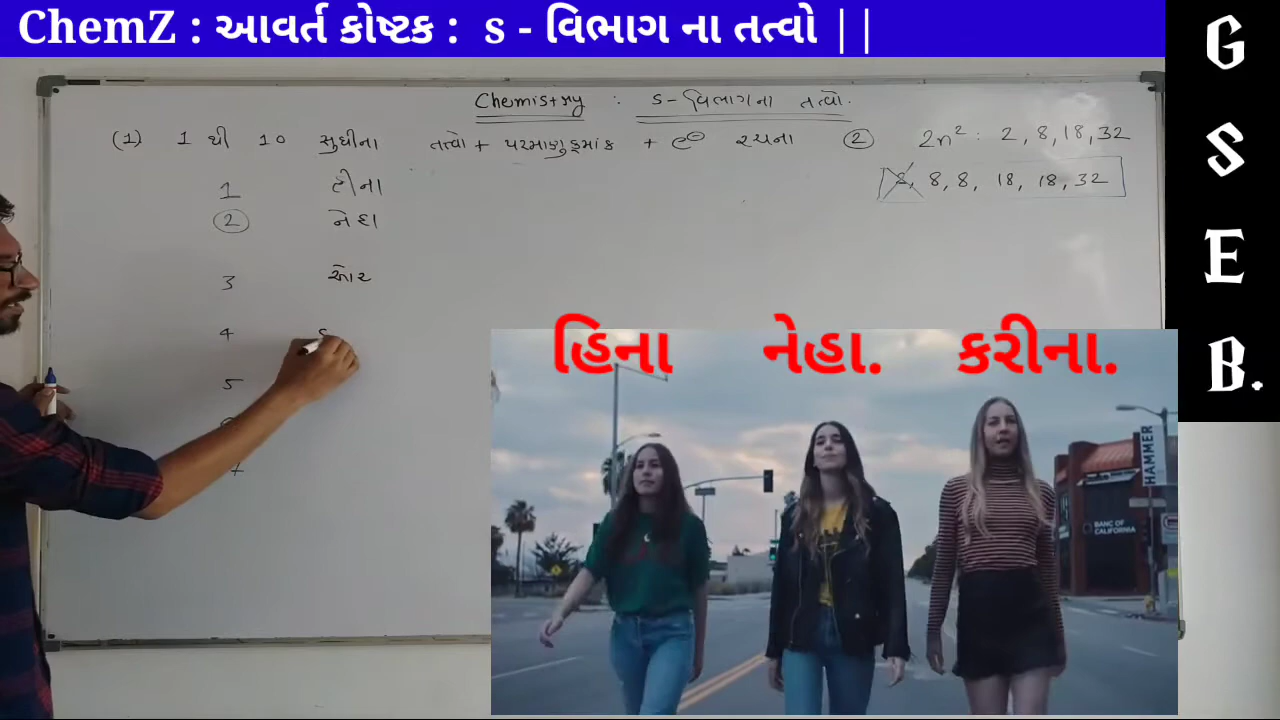 ChemZ : આવર્ત કોષ્ટક : s - વિભાગ ના તત્વો ||
G
S
E
B.
Chemistry : s - વિભાગના તત્વો.
(1) 1 થી 10 સુધીના તત્વો + પરમાણુક્રમાંક + e⊖ રચના
② 2n² : 2, 8, 18, 32
8, 8, 18, 18, 32
1 હીના
② નેહા
3 ઓર
4
5
હિના નેહા. કરીના.
HAMMER
BANC OF CALIFORNIA